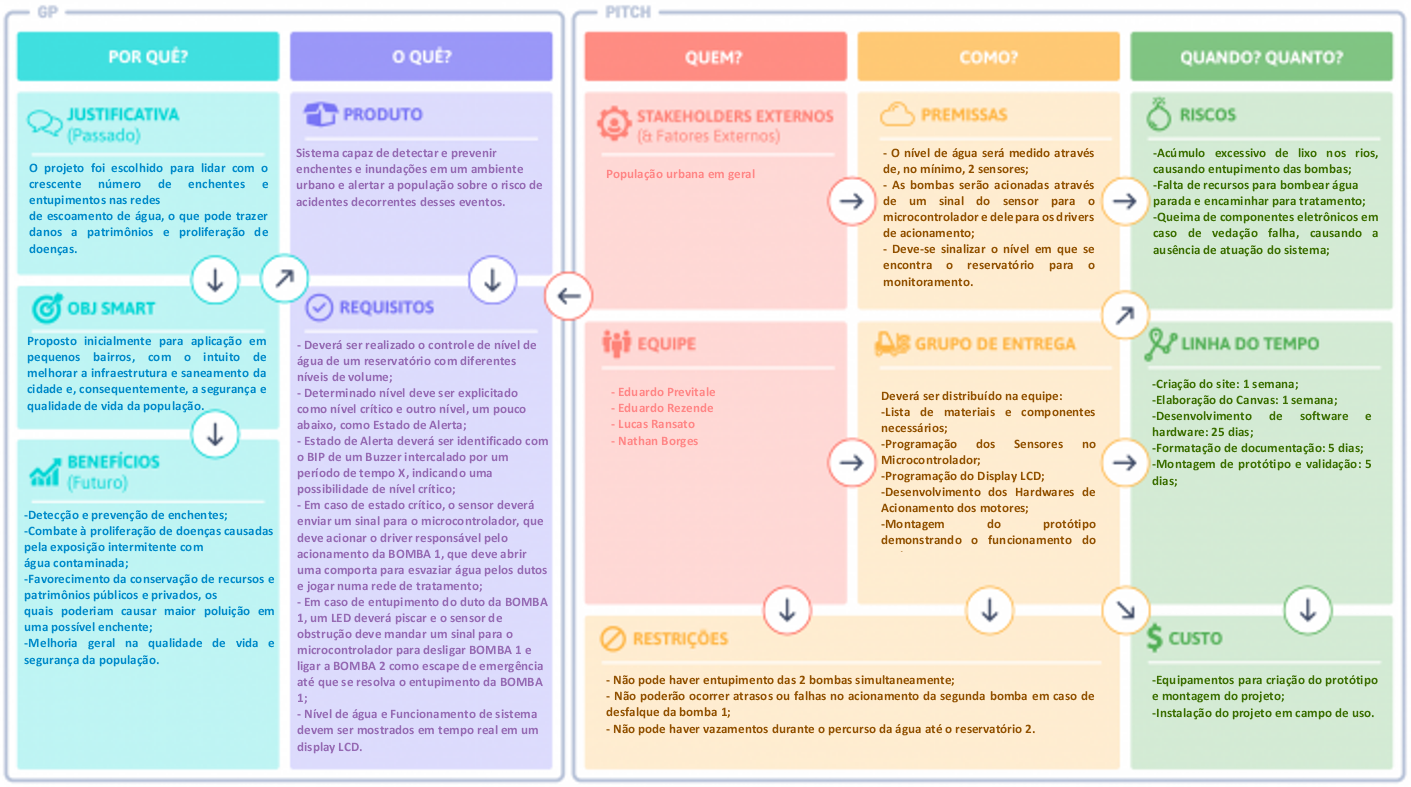 GP
PITCH
POR QUÊ?
O QUÊ?
QUEM?
COMO?
QUANDO? QUANTO?
JUSTIFICATIVA
(Passado)
O projeto foi escolhido para lidar com o
crescente número de enchentes e
entupimentos nas redes
de escoamento de água, o que pode trazer
danos a patrimônios e proliferação de
doenças.
OBJ SMART
Proposto inicialmente para aplicação em
pequenos bairros, com o intuito de
melhorar a infraestrutura e saneamento da
cidade e, consequentemente, a segurança e
qualidade de vida da população.
BENEFÍCIOS
(Futuro)
-Detecção e prevenção de enchentes;
-Combate à proliferação de doenças causadas
pela exposição intermitente com
água contaminada;
-Favorecimento da conservação de recursos e
patrimônios públicos e privados, os
quais poderiam causar maior poluição em
uma possível enchente;
-Melhoria geral na qualidade de vida e
segurança da população.
PRODUTO
Sistema capaz de detectar e prevenir
enchentes e inundações em um ambiente
urbano e alertar a população sobre o risco de
acidentes decorrentes desses eventos.
REQUISITOS
- Deverá ser realizado o controle de nível de
água de um reservatório com diferentes
níveis de volume;
- Determinado nível deve ser explicitado
como nível crítico e outro nível, um pouco
abaixo, como Estado de Alerta;
- Estado de Alerta deverá ser identificado com
o BIP de um Buzzer intercalado por um
período de tempo X, indicando uma
possibilidade de nível crítico;
- Em caso de estado crítico, o sensor deverá
enviar um sinal para o microcontrolador, que
deve acionar o driver responsável pelo
acionamento da BOMBA 1, que deve abrir
uma comporta para esvaziar água pelos dutos
e jogar numa rede de tratamento;
- Em caso de entupimento do duto da BOMBA
1, um LED deverá piscar e o sensor de
obstrução deve mandar um sinal para o
microcontrolador para desligar BOMBA 1 e
ligar a BOMBA 2 como escape de emergência
até que se resolva o entupimento da BOMBA
1;
- Nível de água e Funcionamento de sistema
devem ser mostrados em tempo real em um
display LCD.
STAKEHOLDERS EXTERNOS
(& Fatores Externos)
População urbana em geral
EQUIPE
- Eduardo Previtale
- Eduardo Rezende
- Lucas Ransato
- Nathan Borges
PREMISSAS
- O nível de água será medido através
de, no mínimo, 2 sensores;
- As bombas serão acionadas através
de um sinal do sensor para o
microcontrolador e dele para os drivers
de acionamento;
- Deve-se sinalizar o nível em que se
encontra o reservatório para o
monitoramento.
GRUPO DE ENTREGA
Deverá ser distribuído na equipe:
-Lista de materiais e componentes
necessários;
-Programação dos Sensores no
Microcontrolador;
-Programação do Display LCD;
-Desenvolvimento dos Hardwares de
Acionamento dos motores;
-Montagem do protótipo
demonstrando o funcionamento do
RISCOS
-Acúmulo excessivo de lixo nos rios,
causando entupimento das bombas;
-Falta de recursos para bombear água
parada e encaminhar para tratamento;
-Queima de componentes eletrônicos em
caso de vedação falha, causando a
ausência de atuação do sistema;
LINHA DO TEMPO
-Criação do site: 1 semana;
-Elaboração do Canvas: 1 semana;
-Desenvolvimento de software e
hardware: 25 dias;
-Formatação de documentação: 5 dias;
-Montagem de protótipo e validação: 5
dias;
RESTRIÇÕES
- Não pode haver entupimento das 2 bombas simultaneamente;
- Não poderão ocorrer atrasos ou falhas no acionamento da segunda bomba em caso de
desfalque da bomba 1;
- Não pode haver vazamentos durante o percurso da água até o reservatório 2.
CUSTO
-Equipamentos para criação do protótipo
e montagem do projeto;
-Instalação do projeto em campo de uso.